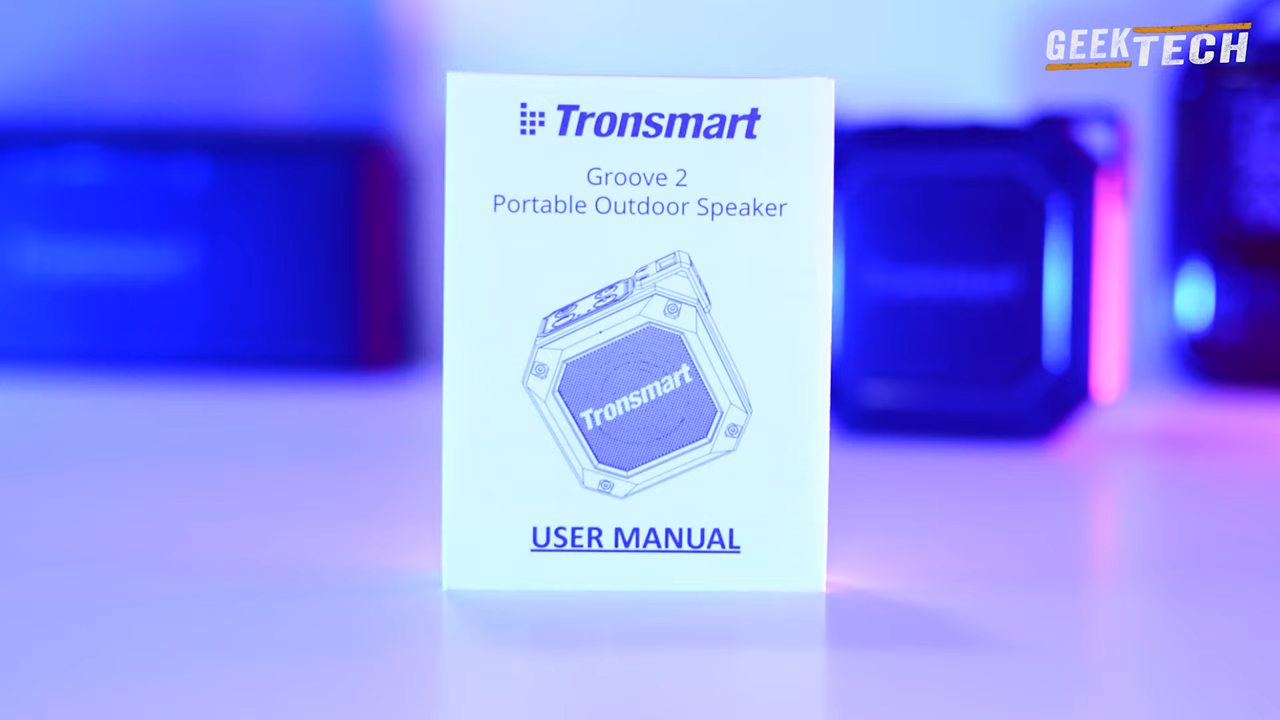 GEEKTECH
Tronsmart
Groove 2
Portable Outdoor Speaker
Tronsmart
USER MANUAL